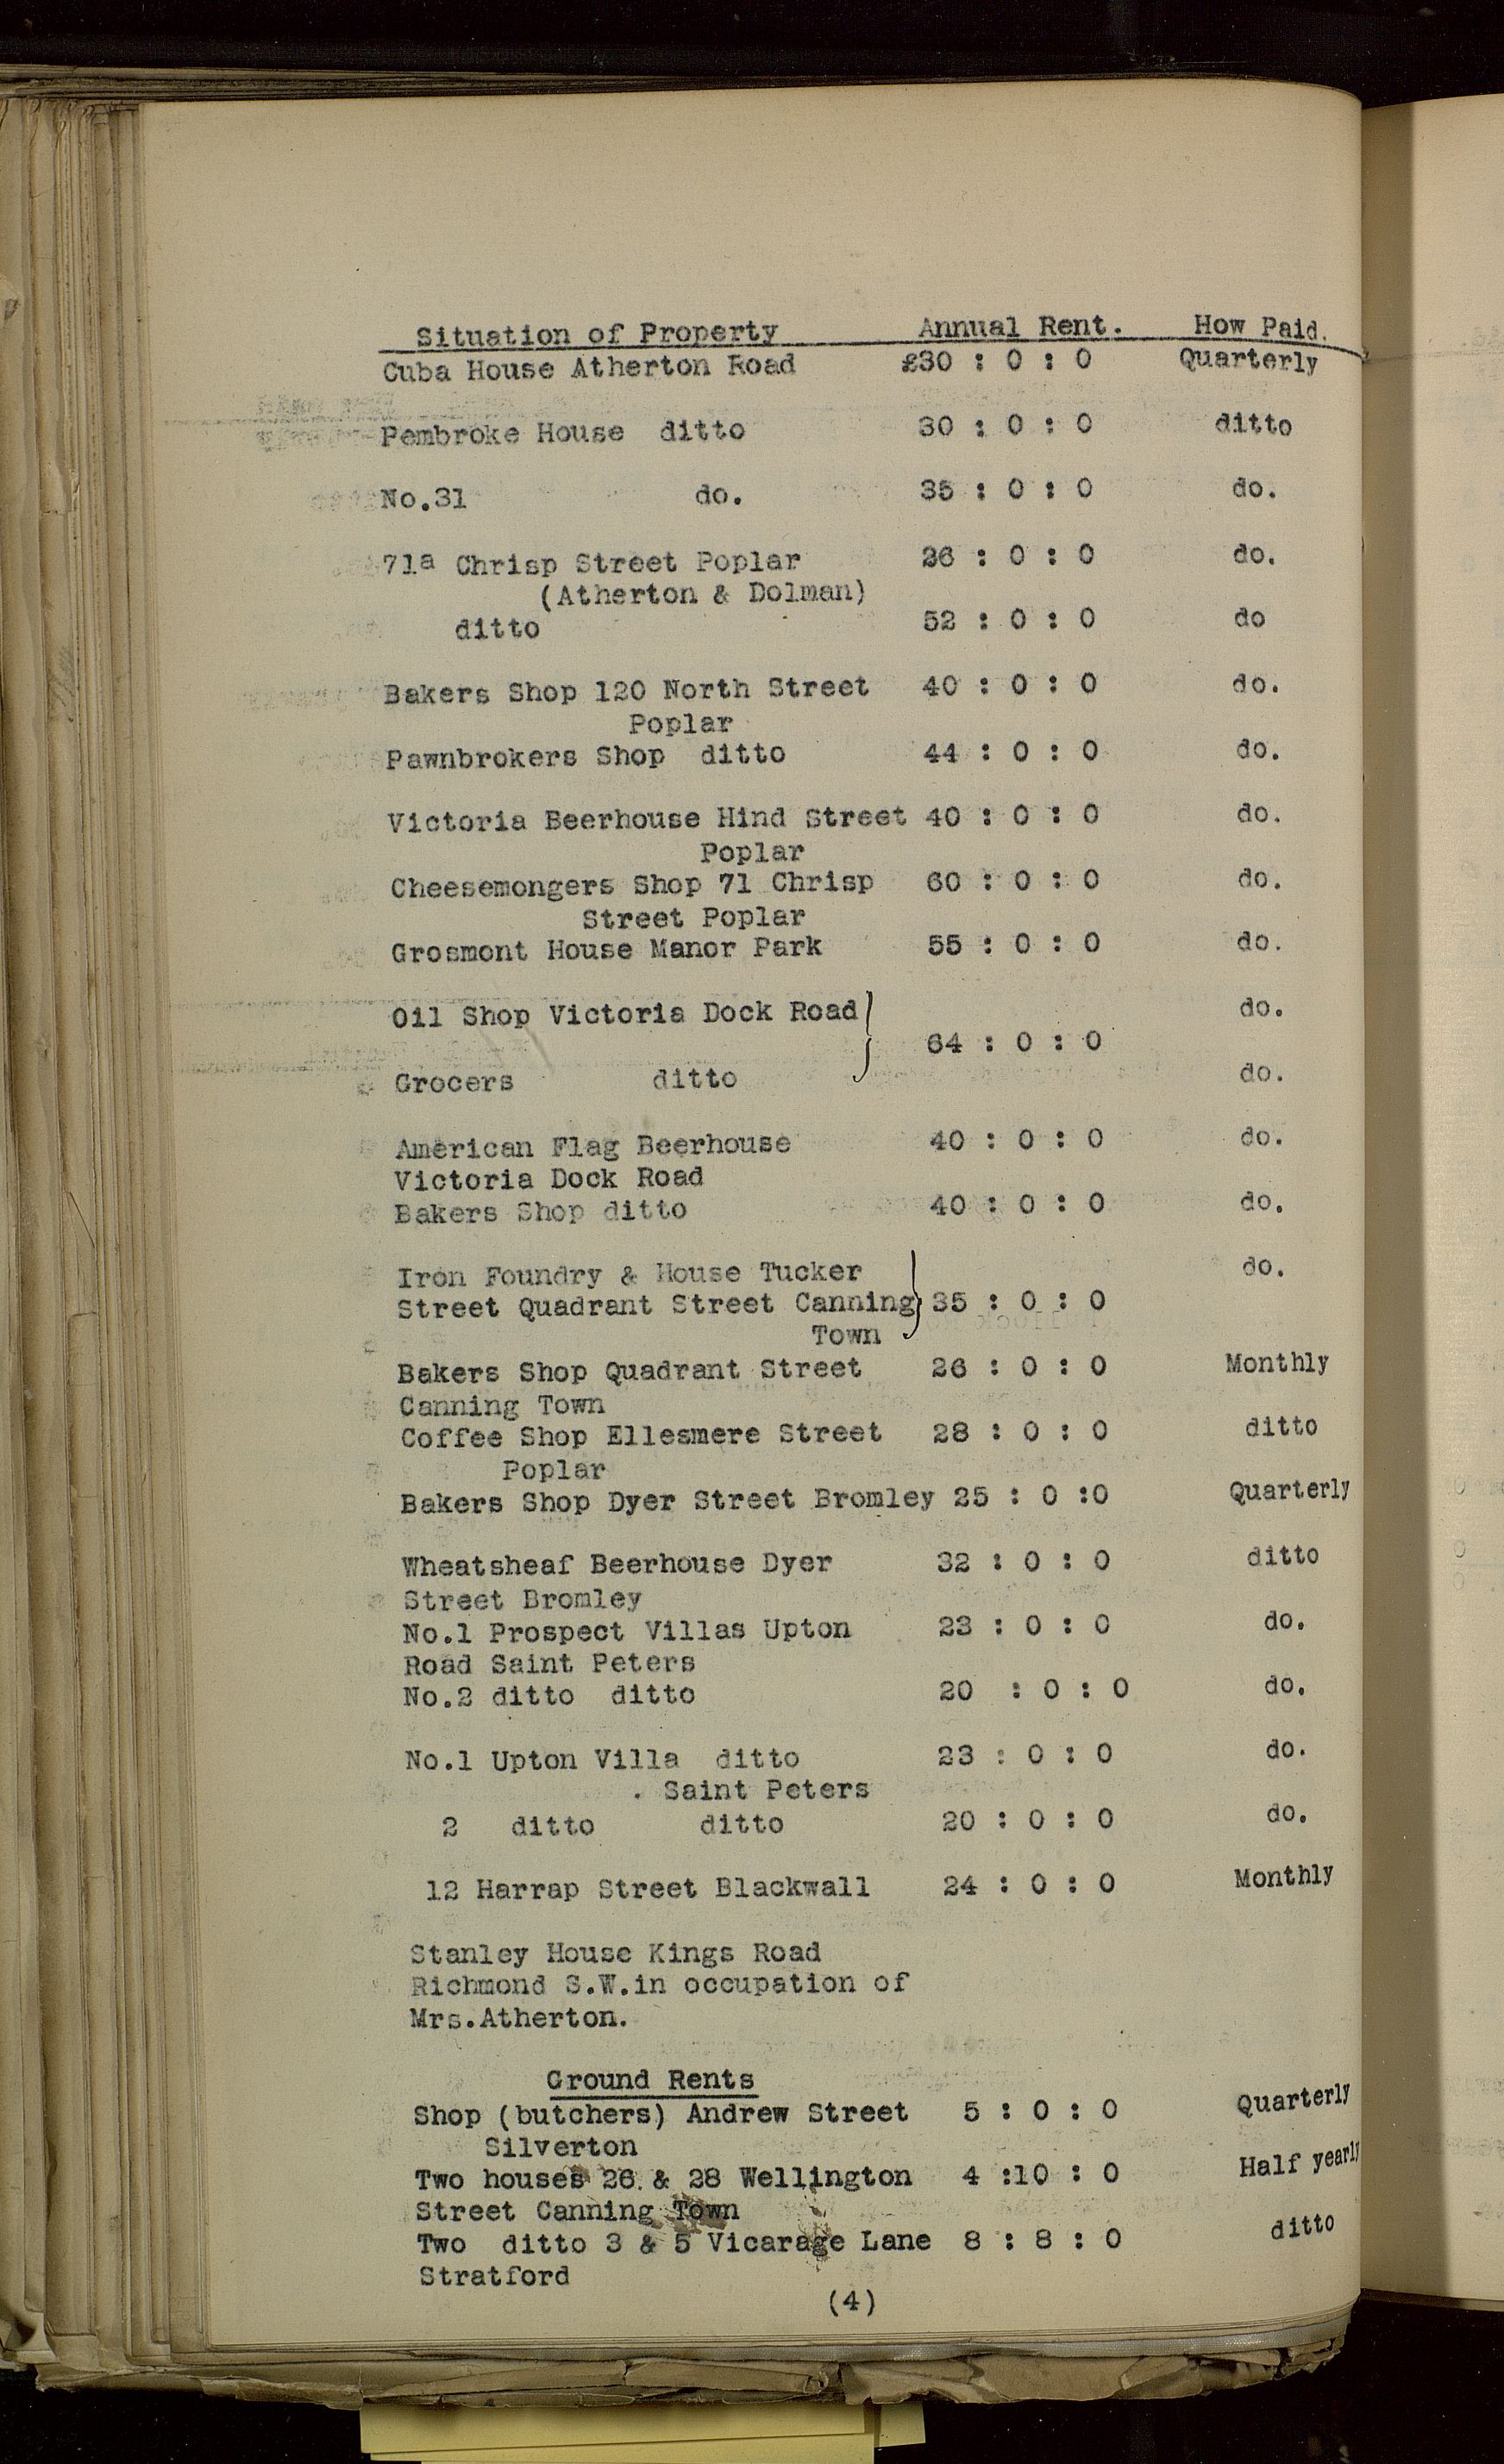 Situation of Property Annual Rent. How Paid.
Cuba House Atherton Road £30 : 0 : 0 Quarterly
Pembroke House ditto 30 : 0 : 0 ditto
No.31 do. 35 : 0 : 0 do.
71a Chrisp Street Poplar 26 : 0 : 0 do.
(Atherton & Dolman)
ditto 52 : 0 : 0 do
Bakers Shop 120 North Street 40 : 0 : 0 do.
Poplar
Pawnbrokers Shop ditto 44 : 0 : 0 do.
Victoria Beerhouse Hind Street 40 : 0 : 0 do.
Poplar
Cheesemongers Shop 71 Chrisp 60 : 0 : 0 do.
Street Poplar
Grosmont House Manor Park 55 : 0 : 0 do.
Oil Shop Victoria Dock Road } do.
64 : 0 : 0
Grocers ditto do.
American Flag Beerhouse 40 : 0 : 0 do.
Victoria Dock Road
Bakers Shop ditto 40 : 0 : 0 do.
Iron Foundry & House Tucker } do.
Street Quadrant Street Canning 35 : 0 : 0
Town
Bakers Shop Quadrant Street 26 : 0 : 0 Monthly
Canning Town
Coffee Shop Ellesmere Street 28 : 0 : 0 ditto
Poplar
Bakers Shop Dyer Street Bromley 25 : 0 :0 Quarterly
Wheatsheaf Beerhouse Dyer 32 : 0 : 0 ditto
Street Bromley
No.1 Prospect Villas Upton 23 : 0 : 0 do.
Road Saint Peters
No.2 ditto ditto 20 : 0 : 0 do.
No.1 Upton Villa ditto 23 : 0 : 0 do.
. Saint Peters
2 ditto ditto 20 : 0 : 0 do.
12 Harrap Street Blackwall 24 : 0 : 0 Monthly
Stanley House Kings Road
Richmond S.W.in occupation of
Mrs.Atherton.
Ground Rents
Shop (butchers) Andrew Street 5 : 0 : 0 Quarterly
Silverton
Two houses 26 & 28 Wellington 4 :10 : 0 Half yearly
Street Canning Town
Two ditto 3 & 5 Vicarage Lane 8 : 8 : 0 ditto
Stratford
(4)